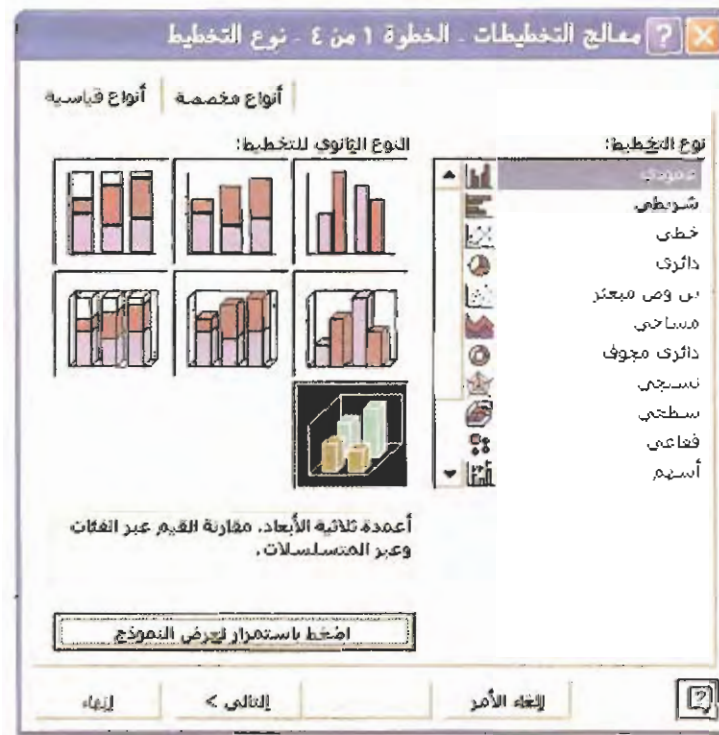 معالج التخطيطات - الخطوة ١ من ٤ - نوع التخطيط
أنواع قياسية
أنواع مخصصة
نوع التخطيط:
عمودي
شريطي
خطي
دائري
س وص مبعثر
مساحي
دائري مجوف
نسيجي
سطحي
فقاعي
أسهم
النوع الثانوي للتخطيط:
أعمدة ثلاثية الأبعاد. مقارنة القيم عبر الفئات
وعبر المتسلسلات.
اضغط باستمرار لعرض النموذج
إلغاء الأمر
التالي >
إنهاء